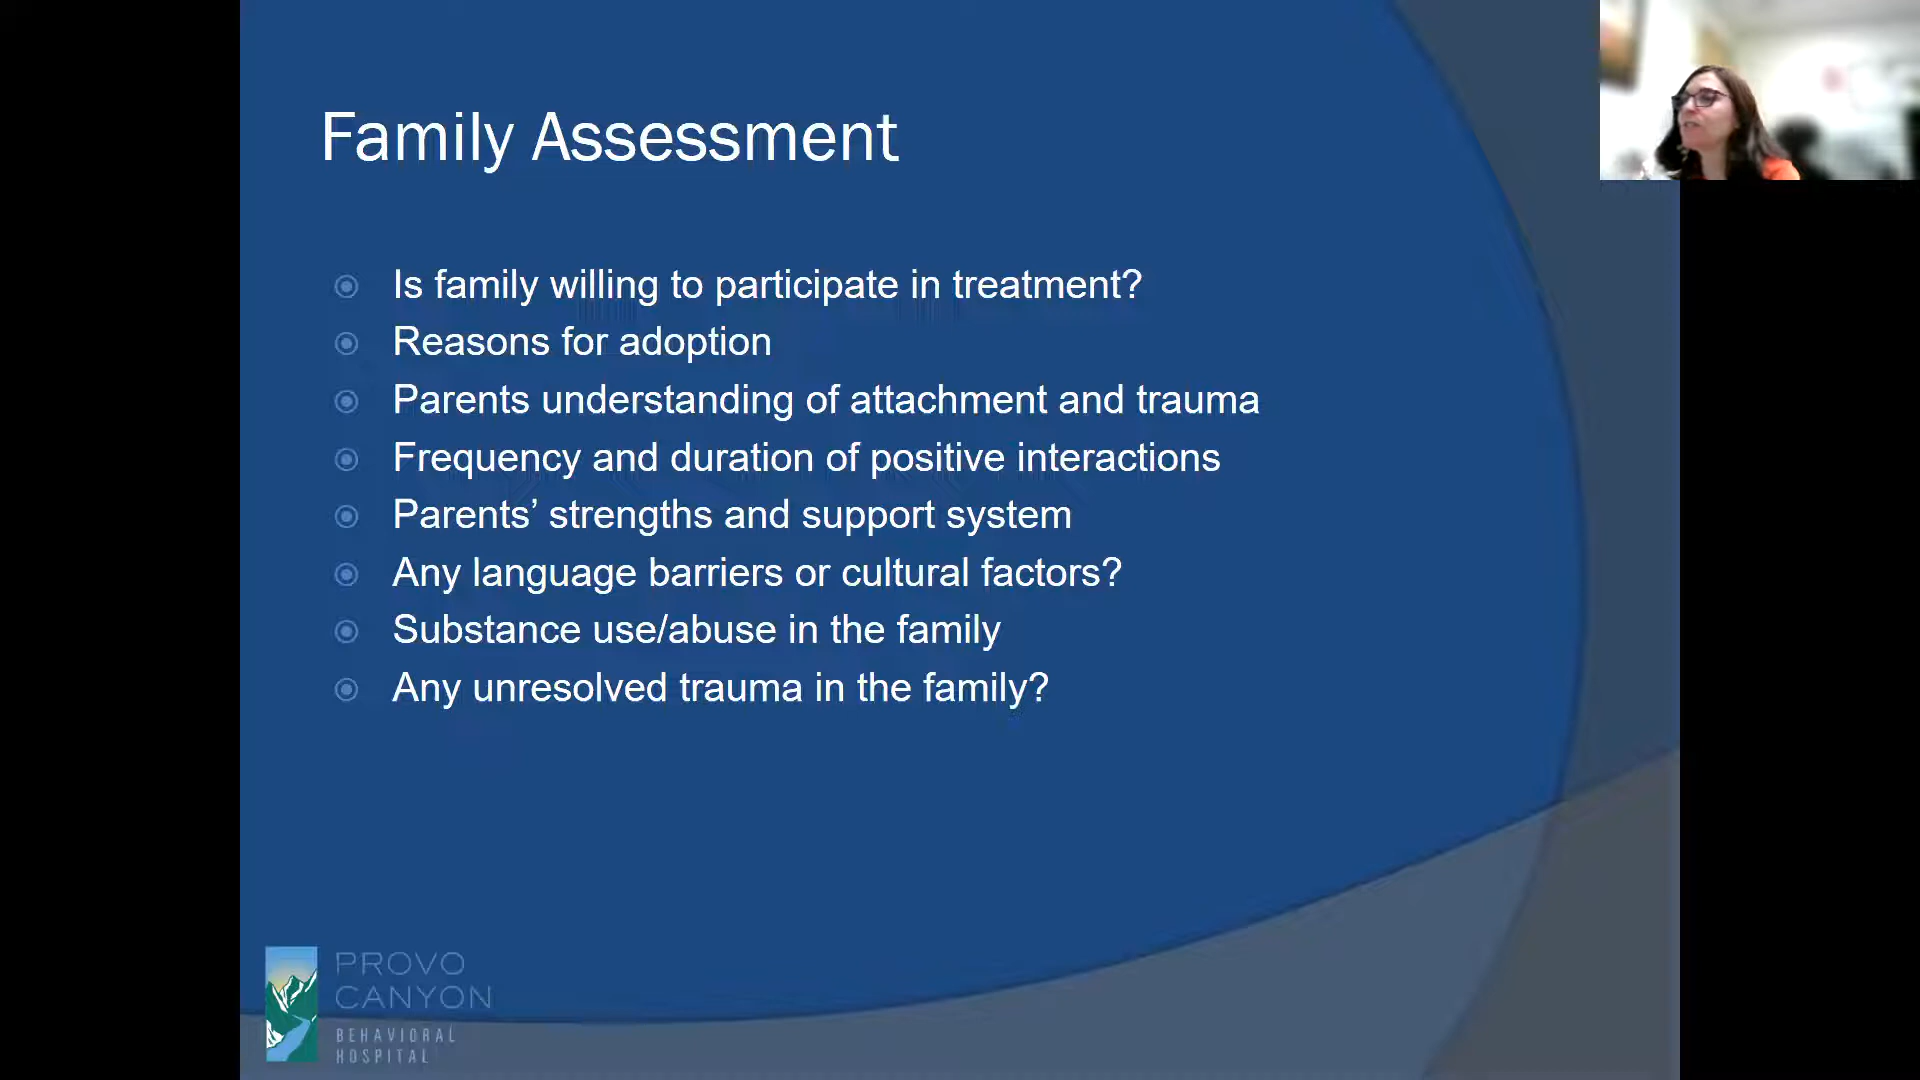 Family Assessment
Is family willing to participate in treatment?
Reasons for adoption
Parents understanding of attachment and trauma
Frequency and duration of positive interactions
Parents’ strengths and support system
Any language barriers or cultural factors?
Substance use/abuse in the family
Any unresolved trauma in the family?
PROVO
CANYON
BEHAVIORAL
HOSPITAL